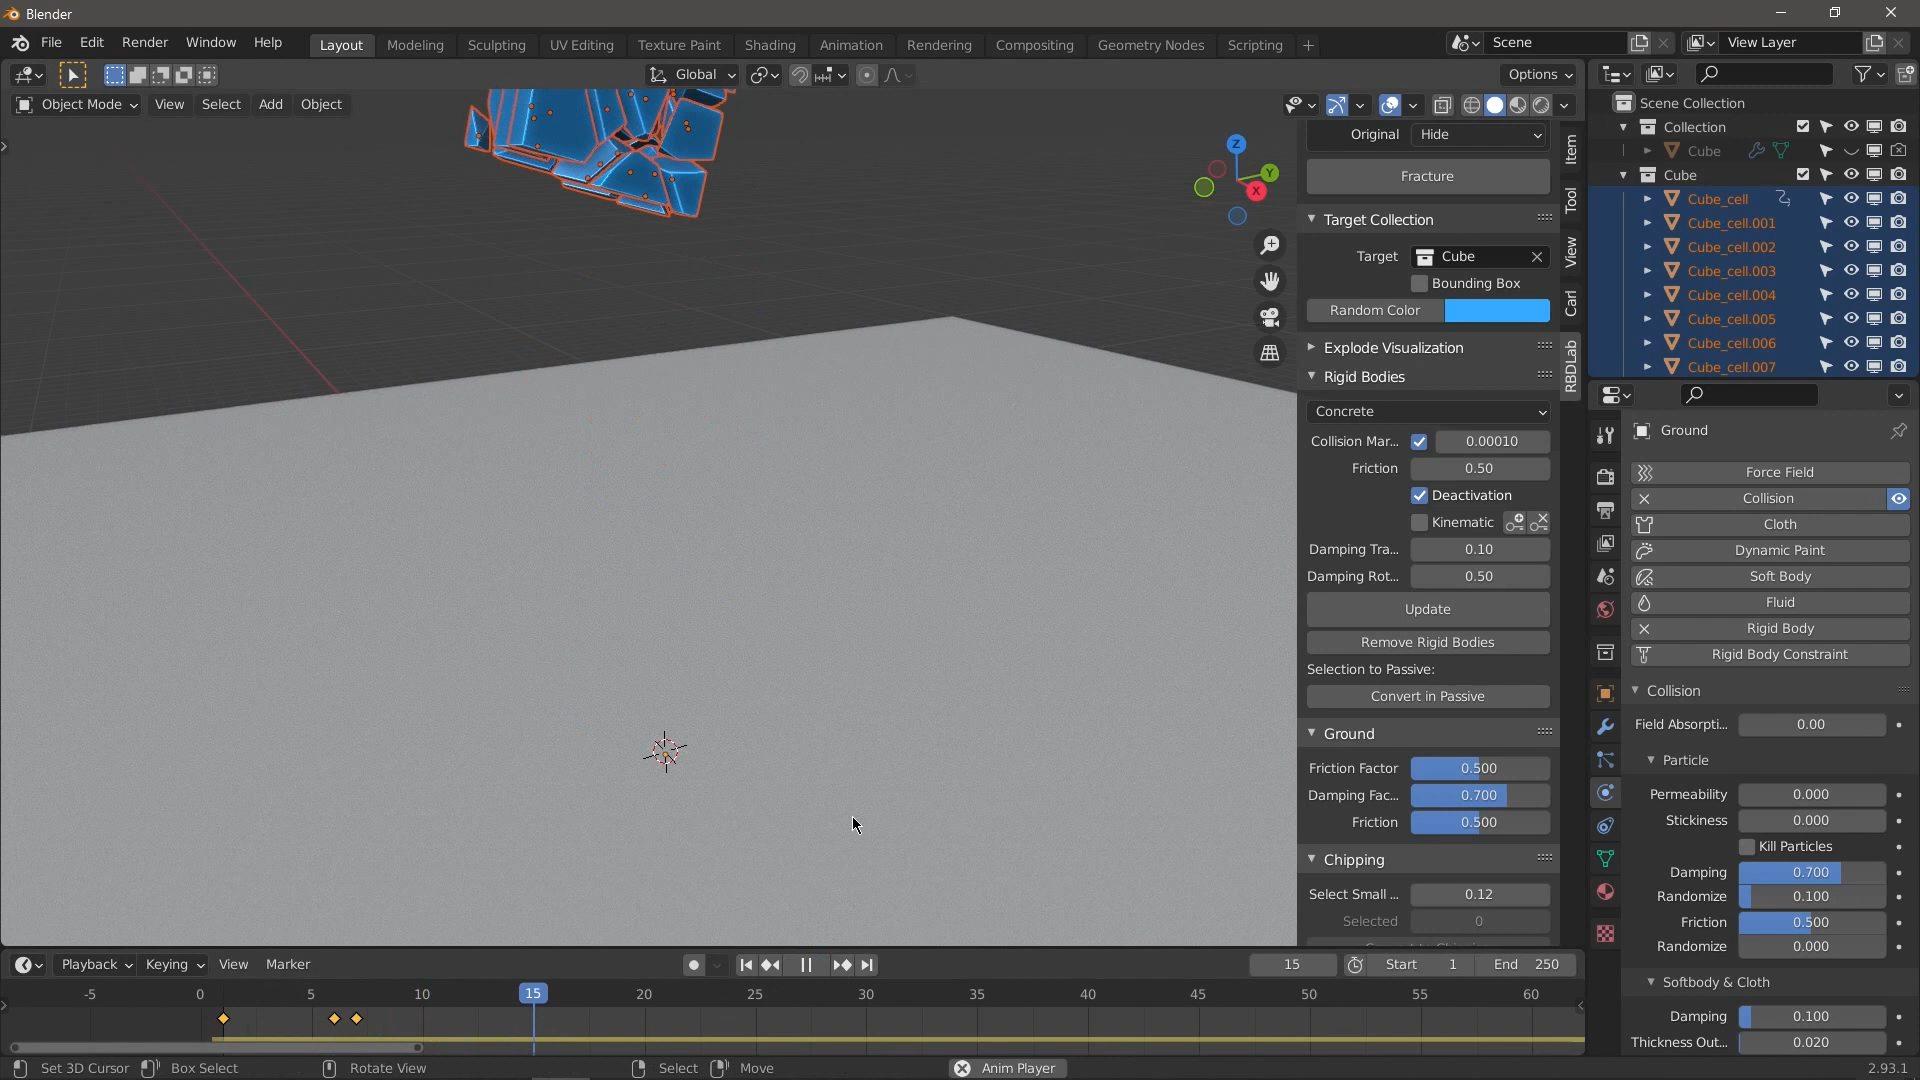 Blender
File Edit Render Window Help Layout Modeling Sculpting UV Editing Texture Paint Shading Animation Rendering Compositing Geometry Nodes Scripting + Scene View Layer
Global Options
Object Mode View Select Add Object
Z
Y
X
Original Hide
Fracture
Target Collection
Target Cube
Bounding Box
Random Color
Explode Visualization
Rigid Bodies
Concrete
Collision Mar... 0.00010
Friction 0.50
Deactivation
Kinematic
Damping Tra... 0.10
Damping Rot... 0.50
Update
Remove Rigid Bodies
Selection to Passive:
Convert in Passive
Ground
Friction Factor 0.500
Damping Fac... 0.700
Friction 0.500
Chipping
Select Small ... 0.12
Selected 0
Item
Tool
View
Carl
RBDLab
Scene Collection
Collection
Cube
Cube
Cube_cell
Cube_cell.001
Cube_cell.002
Cube_cell.003
Cube_cell.004
Cube_cell.005
Cube_cell.006
Cube_cell.007
Ground
Force Field
Collision
Cloth
Dynamic Paint
Soft Body
Fluid
Rigid Body
Rigid Body Constraint
Collision
Field Absorpti... 0.00
Particle
Permeability 0.000
Stickiness 0.000
Kill Particles
Damping 0.700
Randomize 0.100
Friction 0.500
Randomize 0.000
Softbody & Cloth
Damping 0.100
Thickness Out... 0.020
Playback Keying View Marker 15 Start 1 End 250
-5 0 5 10 15 20 25 30 35 40 45 50 55 60
Set 3D Cursor Box Select Rotate View Select Move Anim Player 2.93.1